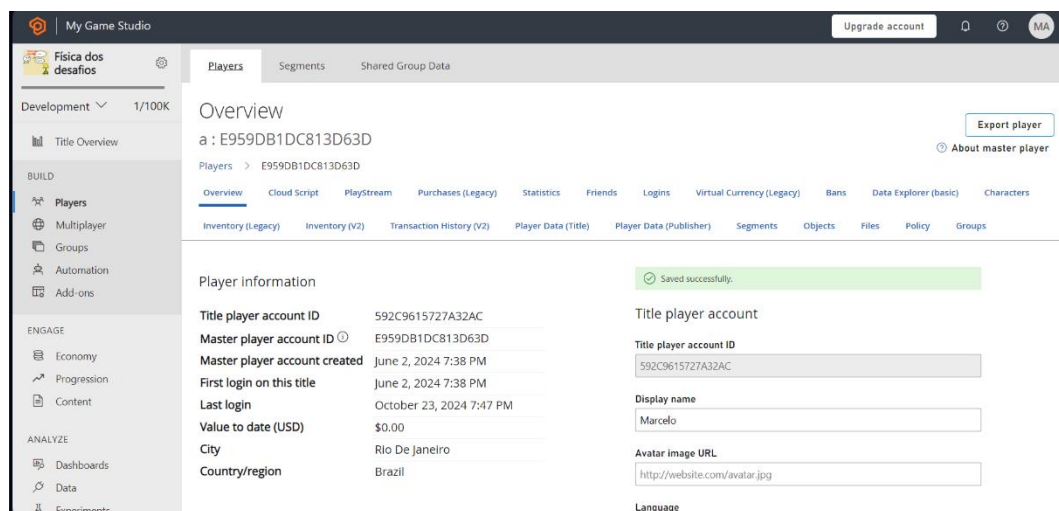 My Game Studio
Upgrade account
MA
Física dos
desafios
Development
1/100K
Title Overview
BUILD
Players
Multiplayer
Groups
Automation
Add-ons
ENGAGE
Economy
Progression
Content
ANALYZE
Dashboards
Data
Experiments
Players Segments Shared Group Data
Overview
a : E959DB1DC813D63D
Export player
About master player
Players > E959DB1DC813D63D
Overview Cloud Script PlayStream Purchases (Legacy) Statistics Friends Logins Virtual Currency (Legacy) Bans Data Explorer (basic) Characters
Inventory (Legacy) Inventory (V2) Transaction History (V2) Player Data (Title) Player Data (Publisher) Segments Objects Files Policy Groups
Player information
Title player account ID 592C9615727A32AC
Master player account ID E959DB1DC813D63D
Master player account created June 2, 2024 7:38 PM
First login on this title June 2, 2024 7:38 PM
Last login October 23, 2024 7:47 PM
Value to date (USD) $0.00
City Rio De Janeiro
Country/region Brazil
Saved successfully.
Title player account
Title player account ID
592C9615727A32AC
Display name
Marcelo
Avatar image URL
http://website.com/avatar.jpg
Language